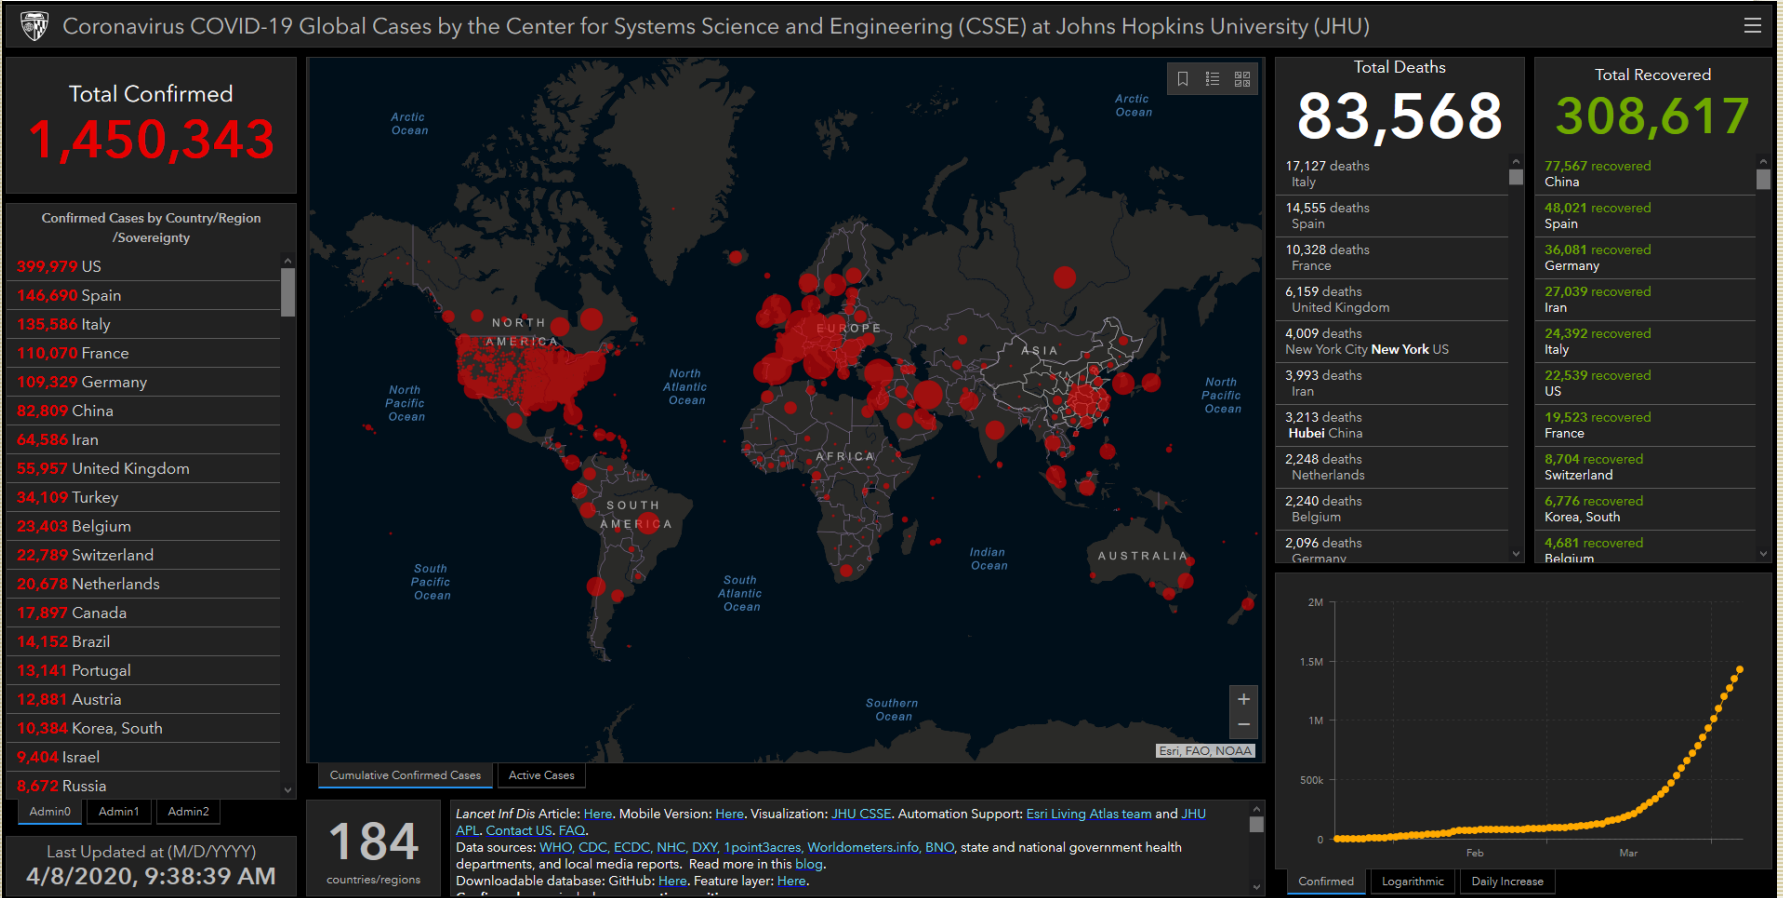 Coronavirus COVID-19 Global Cases by the Center for Systems Science and Engineering (CSSE) at Johns Hopkins University (JHU)
Total Confirmed
1,450,343
Confirmed Cases by Country/Region
/Sovereignty
399,979 US
146,690 Spain
135,586 Italy
110,070 France
109,329 Germany
82,809 China
64,586 Iran
55,957 United Kingdom
34,109 Turkey
23,403 Belgium
22,789 Switzerland
20,678 Netherlands
17,897 Canada
14,152 Brazil
13,141 Portugal
12,881 Austria
10,384 Korea, South
9,404 Israel
8,672 Russia
Admin0
Admin1
Admin2
Last Updated at (M/D/YYYY)
4/8/2020, 9:38:39 AM
Arctic
Ocean
Arctic
Ocean
NORTH
AMERICA
EUROPE
ASIA
North
Pacific
Ocean
North
Atlantic
Ocean
North
Pacific
Ocean
AFRICA
SOUTH
AMERICA
AUSTRALIA
Indian
Ocean
South
Pacific
Ocean
South
Atlantic
Ocean
Southern
Ocean
+
−
Esri, FAO, NOAA
Cumulative Confirmed Cases
Active Cases
184
countries/regions
Lancet Inf Dis Article: Here. Mobile Version: Here. Visualization: JHU CSSE. Automation Support: Esri Living Atlas team and JHU
APL. Contact US. FAQ.
Data sources: WHO, CDC, ECDC, NHC, DXY, 1point3acres, Worldometers.info, BNO, state and national government health
departments, and local media reports. Read more in this blog.
Downloadable database: GitHub: Here. Feature layer: Here.
Total Deaths
83,568
17,127 deaths
Italy
14,555 deaths
Spain
10,328 deaths
France
6,159 deaths
United Kingdom
4,009 deaths
New York City New York US
3,993 deaths
Iran
3,213 deaths
Hubei China
2,248 deaths
Netherlands
2,240 deaths
Belgium
2,096 deaths
Germany
Total Recovered
308,617
77,567 recovered
China
48,021 recovered
Spain
36,081 recovered
Germany
27,039 recovered
Iran
24,392 recovered
Italy
22,539 recovered
US
19,523 recovered
France
8,704 recovered
Switzerland
6,776 recovered
Korea, South
4,681 recovered
Belgium
2M
1.5M
1M
500k
0
Feb
Mar
Confirmed
Logarithmic
Daily Increase